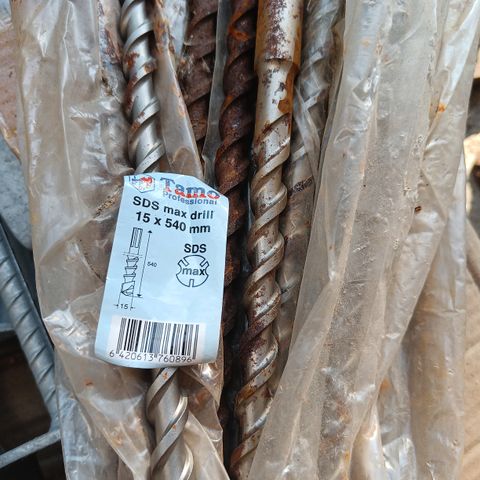 Tamo
Professional
SDS max drill
15 x 540 mm
SDS
max
540
15
6 420613 760896